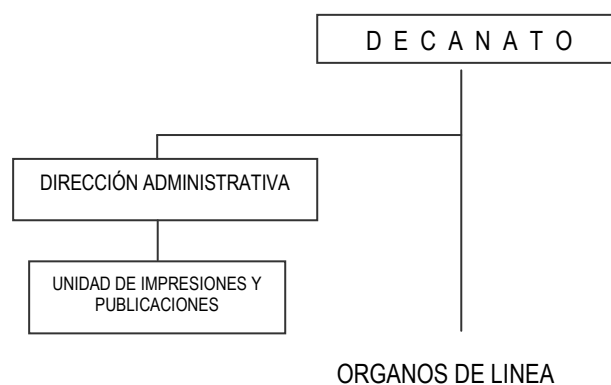 D E C A N A T O
DIRECCIÓN ADMINISTRATIVA
UNIDAD DE IMPRESIONES Y
PUBLICACIONES
ORGANOS DE LINEA